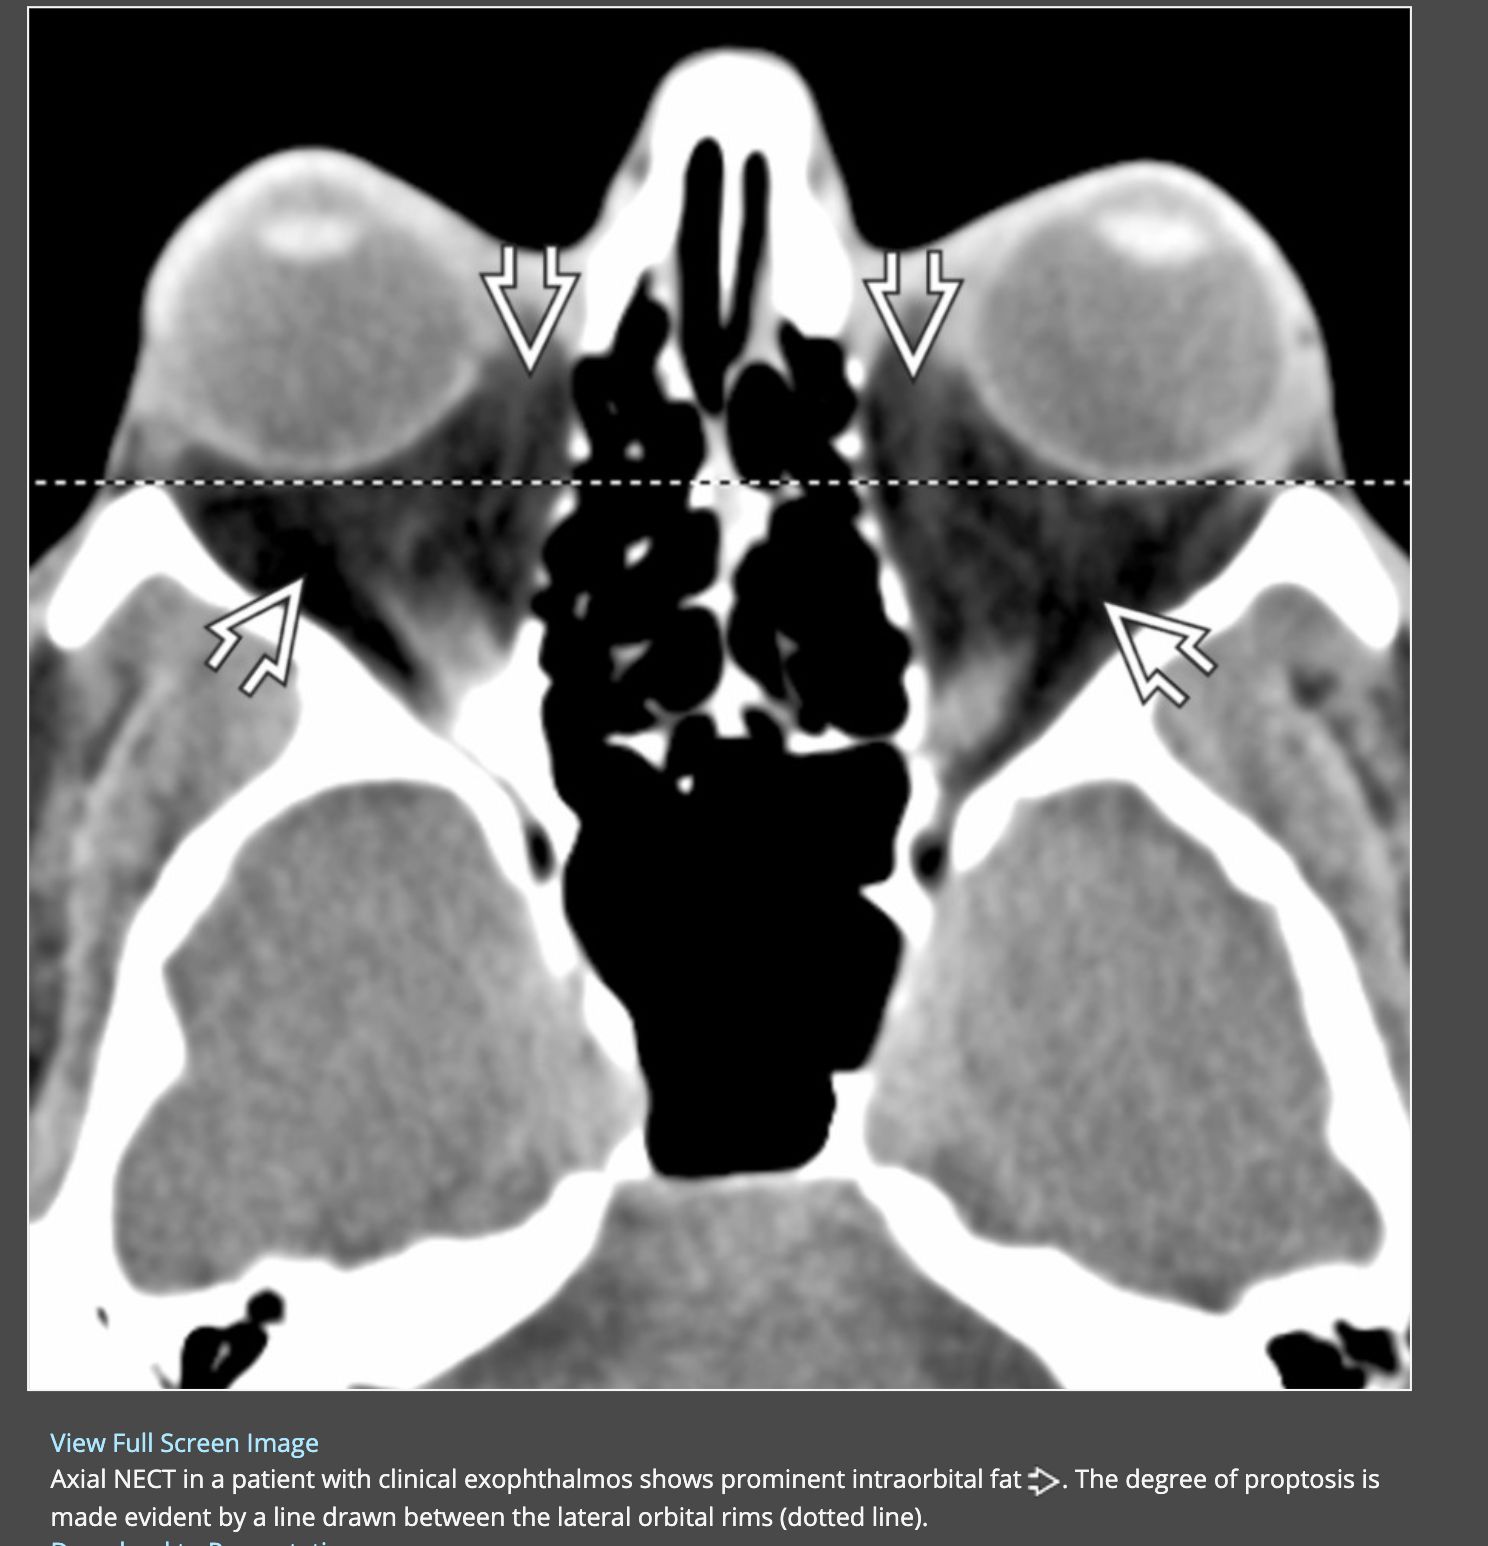 View Full Screen Image
Axial NECT in a patient with clinical exophthalmos shows prominent intraorbital fat . The degree of proptosis is
made evident by a line drawn between the lateral orbital rims (dotted line).